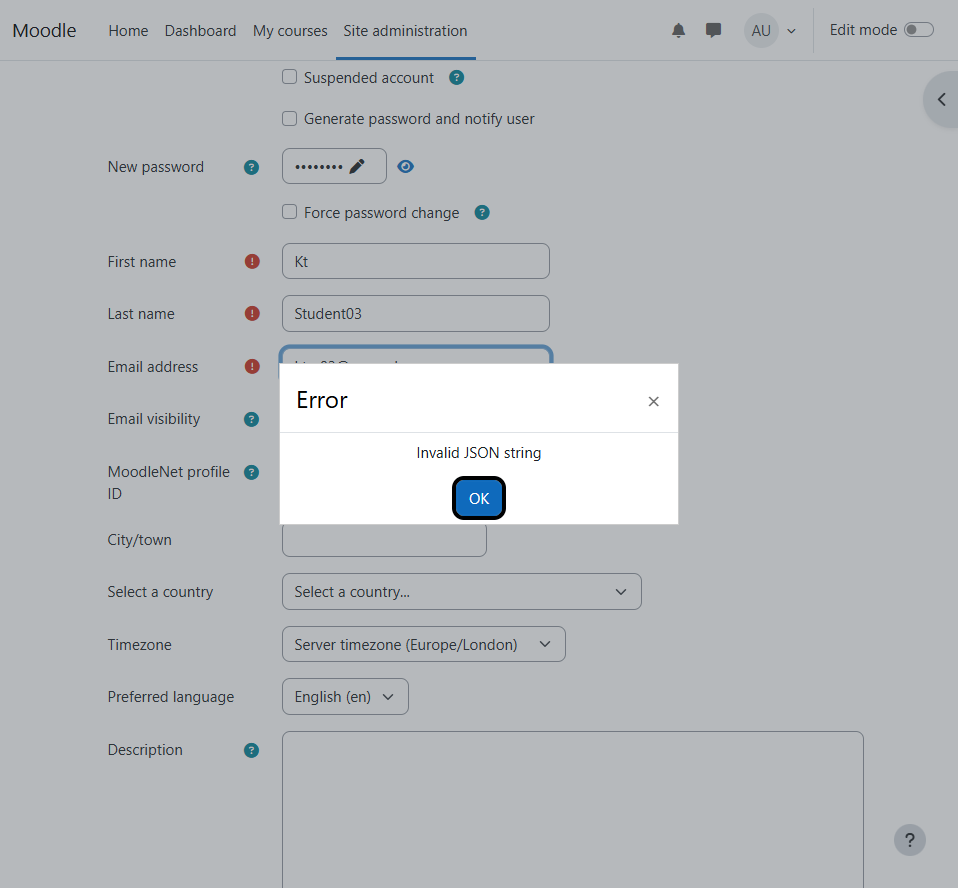 Moodle Home Dashboard My courses Site administration AU Edit mode
Suspended account ?
Generate password and notify user
New password ? ••••••••
Force password change ?
First name ! Kt
Last name ! Student03
Email address !
Error ×
Email visibility ?
Invalid JSON string
MoodleNet profile ?
ID
OK
City/town
Select a country Select a country...
Timezone Server timezone (Europe/London)
Preferred language English (en)
Description ?
?